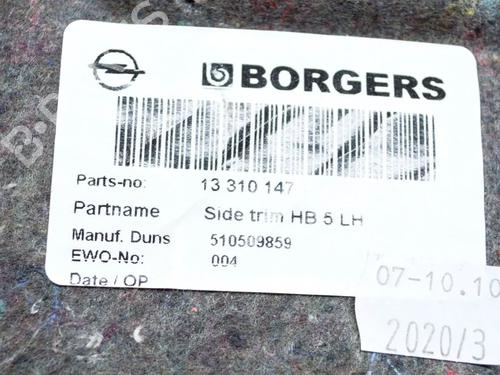 BORGERS
Parts-no: 13 310 147
Partname Side trim HB 5 LH
Manuf. Duns 510509859
EWO-No: 004
Date / OP
07-10.10
2020/3